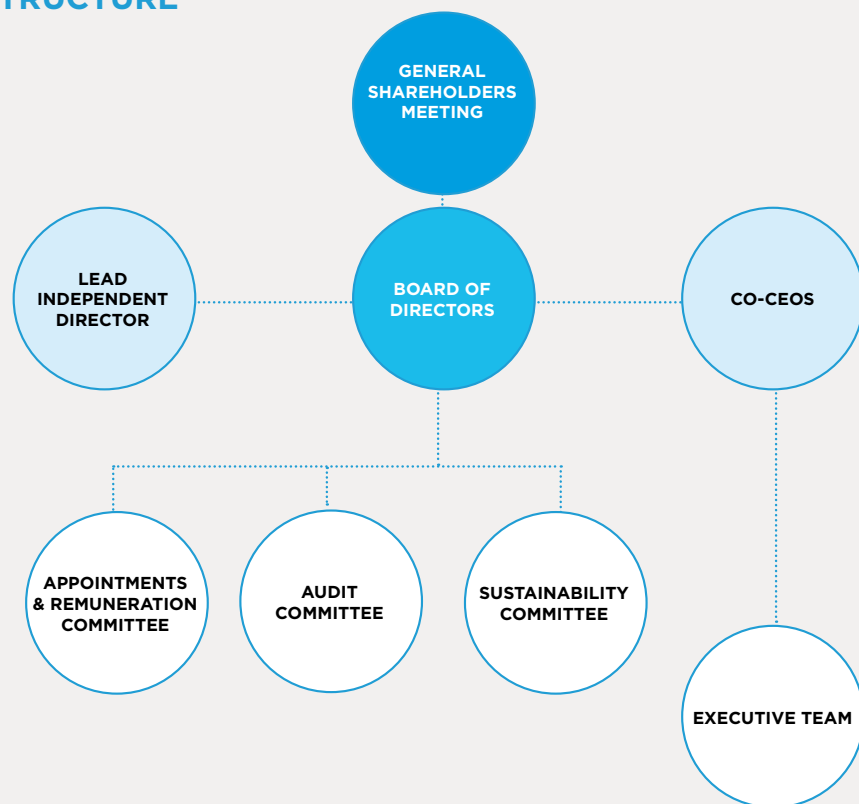 STRUCTURE
GENERAL
SHAREHOLDERS
MEETING
LEAD
INDEPENDENT
DIRECTOR
BOARD OF
DIRECTORS
CO-CEOS
APPOINTMENTS
& REMUNERATION
COMMITTEE
AUDIT
COMMITTEE
SUSTAINABILITY
COMMITTEE
EXECUTIVE TEAM